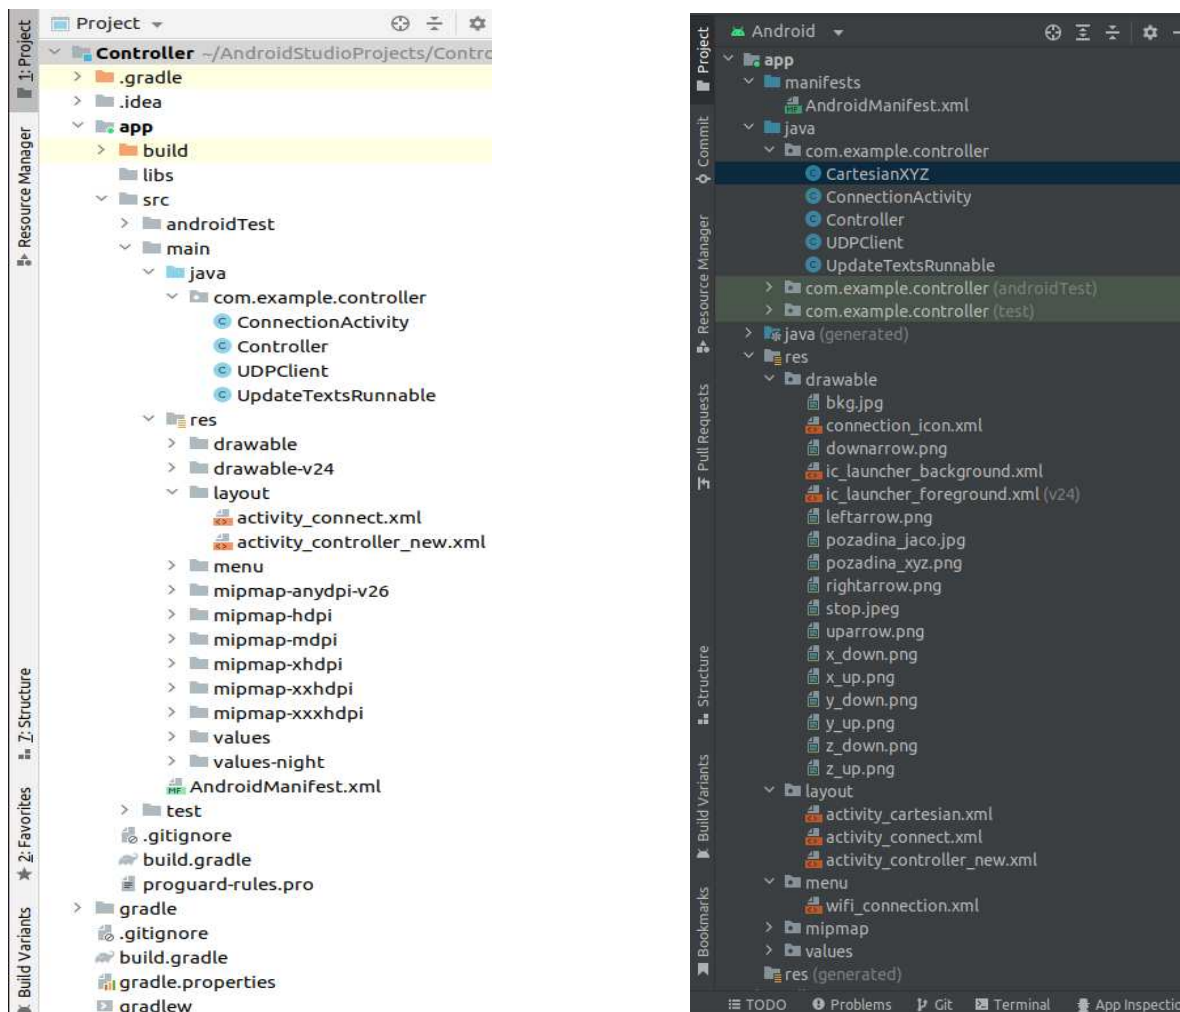 Project
Controller ~/AndroidStudioProjects/Contro
.gradle
.idea
app
build
libs
src
androidTest
main
java
com.example.controller
ConnectionActivity
Controller
UDPClient
UpdateTextsRunnable
res
drawable
drawable-v24
layout
activity_connect.xml
activity_controller_new.xml
menu
mipmap-anydpi-v26
mipmap-hdpi
mipmap-mdpi
mipmap-xhdpi
mipmap-xxhdpi
mipmap-xxxhdpi
values
values-night
MF AndroidManifest.xml
test
.gitignore
build.gradle
proguard-rules.pro
gradle
.gitignore
build.gradle
gradle.properties
gradlew
1: Project
Resource Manager
7: Structure
2: Favorites
Build Variants
Android
app
manifests
MF AndroidManifest.xml
java
com.example.controller
CartesianXYZ
ConnectionActivity
Controller
UDPClient
UpdateTextsRunnable
com.example.controller (androidTest)
com.example.controller (test)
java (generated)
res
drawable
bkg.jpg
connection_icon.xml
downarrow.png
ic_launcher_background.xml
ic_launcher_foreground.xml (v24)
leftarrow.png
pozadina_jaco.jpg
pozadina_xyz.png
rightarrow.png
stop.jpeg
uparrow.png
x_down.png
x_up.png
y_down.png
y_up.png
z_down.png
z_up.png
layout
activity_cartesian.xml
activity_connect.xml
activity_controller_new.xml
menu
wifi_connection.xml
mipmap
values
res (generated)
Project
Commit
Resource Manager
Pull Requests
Structure
Build Variants
Bookmarks
TODO Problems Git Terminal App Inspectio